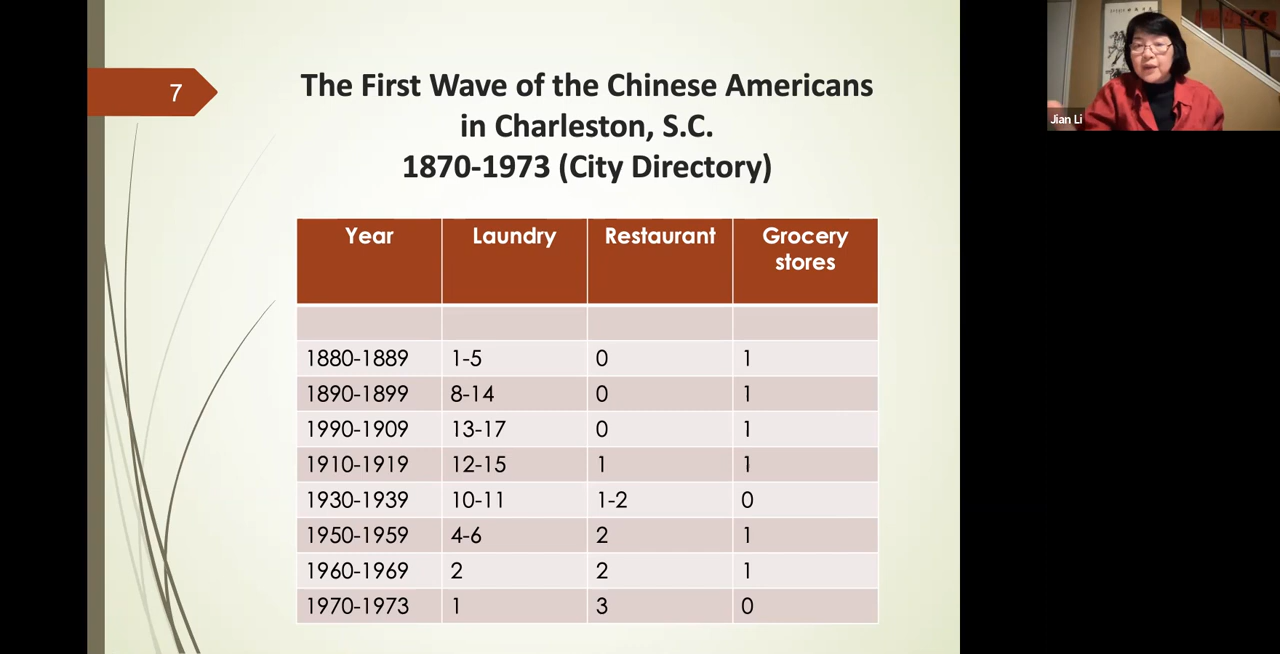 7
The First Wave of the Chinese Americans
in Charleston, S.C.
1870-1973 (City Directory)
Year Laundry Restaurant Grocery
stores
1880-1889 1-5 0 1
1890-1899 8-14 0 1
1990-1909 13-17 0 1
1910-1919 12-15 1 1
1930-1939 10-11 1-2 0
1950-1959 4-6 2 1
1960-1969 2 2 1
1970-1973 1 3 0
Jian Li